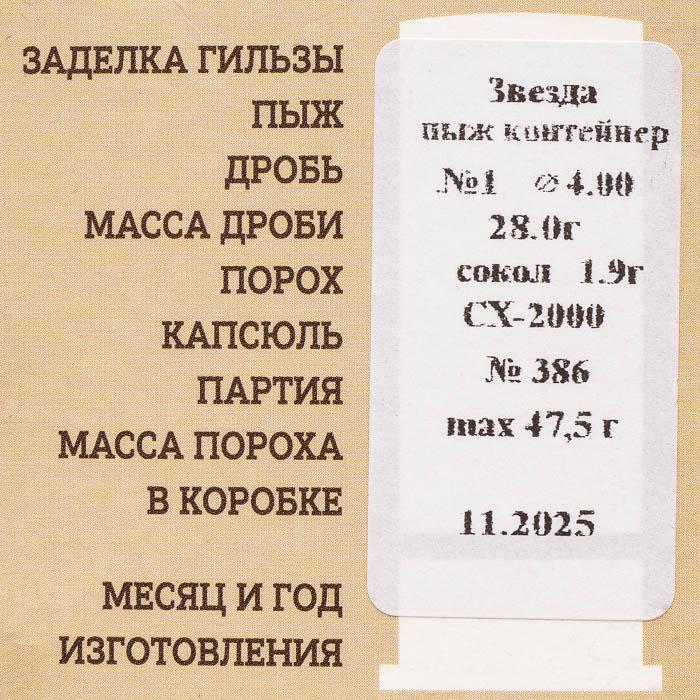 ЗАДЕЛКА ГИЛЬЗЫ Звезда
ПЫЖ пыж контейнер
ДРОБЬ №1 ⌀ 4.00
МАССА ДРОБИ 28.0г
ПОРОХ сокол 1.9г
КАПСЮЛЬ СХ-2000
ПАРТИЯ № 386
МАССА ПОРОХА max 47,5 г
В КОРОБКЕ
МЕСЯЦ И ГОД 11.2025
ИЗГОТОВЛЕНИЯ